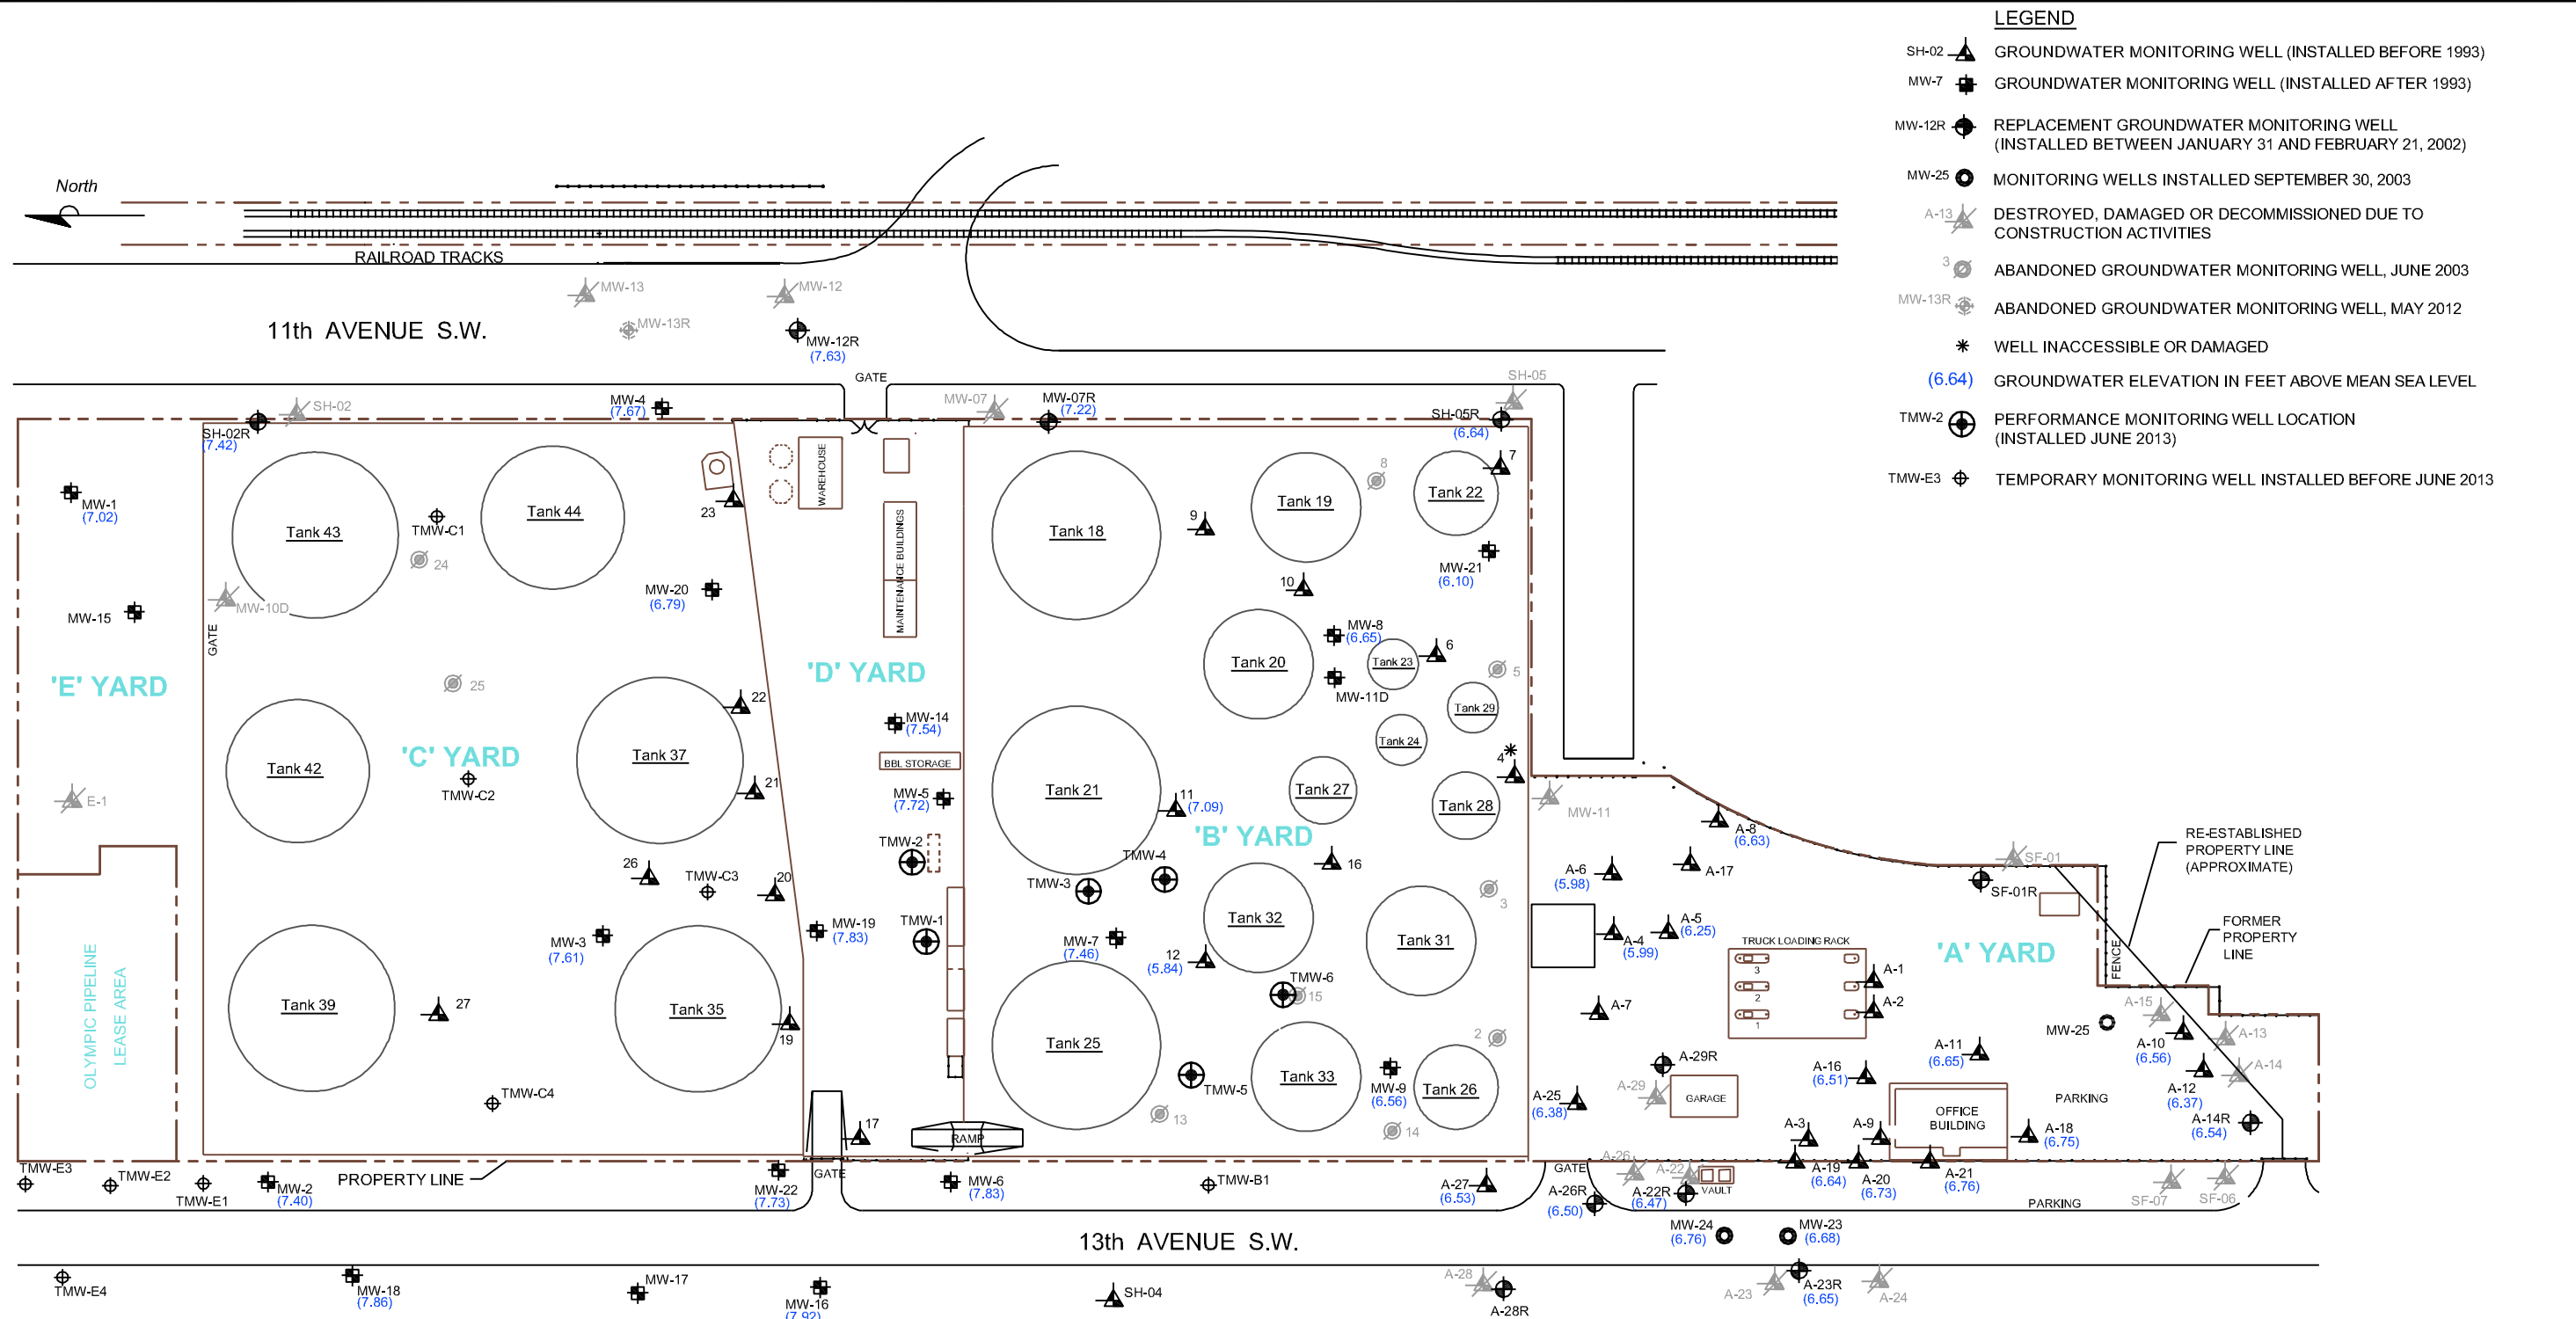 LEGEND
SH-02 GROUNDWATER MONITORING WELL (INSTALLED BEFORE 1993)
MW-7 GROUNDWATER MONITORING WELL (INSTALLED AFTER 1993)
MW-12R REPLACEMENT GROUNDWATER MONITORING WELL
(INSTALLED BETWEEN JANUARY 31 AND FEBRUARY 21, 2002)
MW-25 MONITORING WELLS INSTALLED SEPTEMBER 30, 2003
A-13 DESTROYED, DAMAGED OR DECOMMISSIONED DUE TO
CONSTRUCTION ACTIVITIES
3 ABANDONED GROUNDWATER MONITORING WELL, JUNE 2003
MW-13R ABANDONED GROUNDWATER MONITORING WELL, MAY 2012
WELL INACCESSIBLE OR DAMAGED
(6.64) GROUNDWATER ELEVATION IN FEET ABOVE MEAN SEA LEVEL
TMW-2 PERFORMANCE MONITORING WELL LOCATION
(INSTALLED JUNE 2013)
TMW-E3 TEMPORARY MONITORING WELL INSTALLED BEFORE JUNE 2013
North
RAILROAD TRACKS
MW-13
MW-12
MW-13R
11th AVENUE S.W.
MW-12R
(7.63)
GATE
SH-02
SH-02R
(7.42)
MW-4
(7.67)
MW-07
MW-07R
(7.22)
SH-05
SH-05R
(6.64)
MW-1
(7.02)
MW-15
MW-10D
GATE
'E' YARD
E-1
OLYMPIC PIPELINE
LEASE AREA
Tank 43
Tank 44
TMW-C1
24
23
MW-20
(6.79)
25
22
'C' YARD
Tank 42
Tank 37
TMW-C2
21
26
TMW-C3
20
MW-3
(7.61)
Tank 39
27
Tank 35
19
TMW-C4
WAREHOUSE
MAINTENANCE BUILDINGS
'D' YARD
MW-14
(7.54)
BBL STORAGE
MW-5
(7.72)
TMW-2
MW-19
(7.83)
TMW-1
17
RAMP
GATE
Tank 18
9
Tank 19
8
Tank 22
7
10
MW-21
(6.10)
MW-8
(6.65)
Tank 20
Tank 23
6
5
MW-11D
Tank 29
Tank 24
4
Tank 21
11
(7.09)
Tank 27
Tank 28
'B' YARD
TMW-4
16
TMW-3
3
Tank 32
Tank 31
MW-7
(7.46)
12
(5.84)
TMW-6
15
Tank 25
2
Tank 33
MW-9
(6.56)
Tank 26
TMW-5
13
14
MW-11
A-8
(6.63)
A-6
(5.98)
A-17
A-4
(5.99)
A-5
(6.25)
A-7
TRUCK LOADING RACK
3
2
1
A-1
A-2
SF-01
SF-01R
RE-ESTABLISHED
PROPERTY LINE
(APPROXIMATE)
FORMER
PROPERTY
LINE
FENCE
'A' YARD
A-15
MW-25
A-10
(6.56)
A-13
A-14
A-12
(6.37)
A-14R
(6.54)
A-11
(6.65)
A-16
(6.51)
A-29R
A-29
GARAGE
A-25
(6.38)
A-3
A-9
OFFICE
BUILDING
PARKING
A-18
(6.75)
TMW-E3
TMW-E2
TMW-E1
MW-2
(7.40)
PROPERTY LINE
MW-22
(7.73)
MW-6
(7.83)
TMW-B1
A-27
(6.53)
GATE
A-26
A-26R
(6.50)
A-22
A-22R
(6.47)
VAULT
A-19
(6.64)
A-20
(6.73)
A-21
(6.76)
PARKING
SF-07
SF-06
13th AVENUE S.W.
MW-24
(6.76)
MW-23
(6.68)
TMW-E4
MW-18
(7.86)
MW-17
MW-16
(7.92)
SH-04
A-28
A-28R
A-23
A-23R
(6.65)
A-24